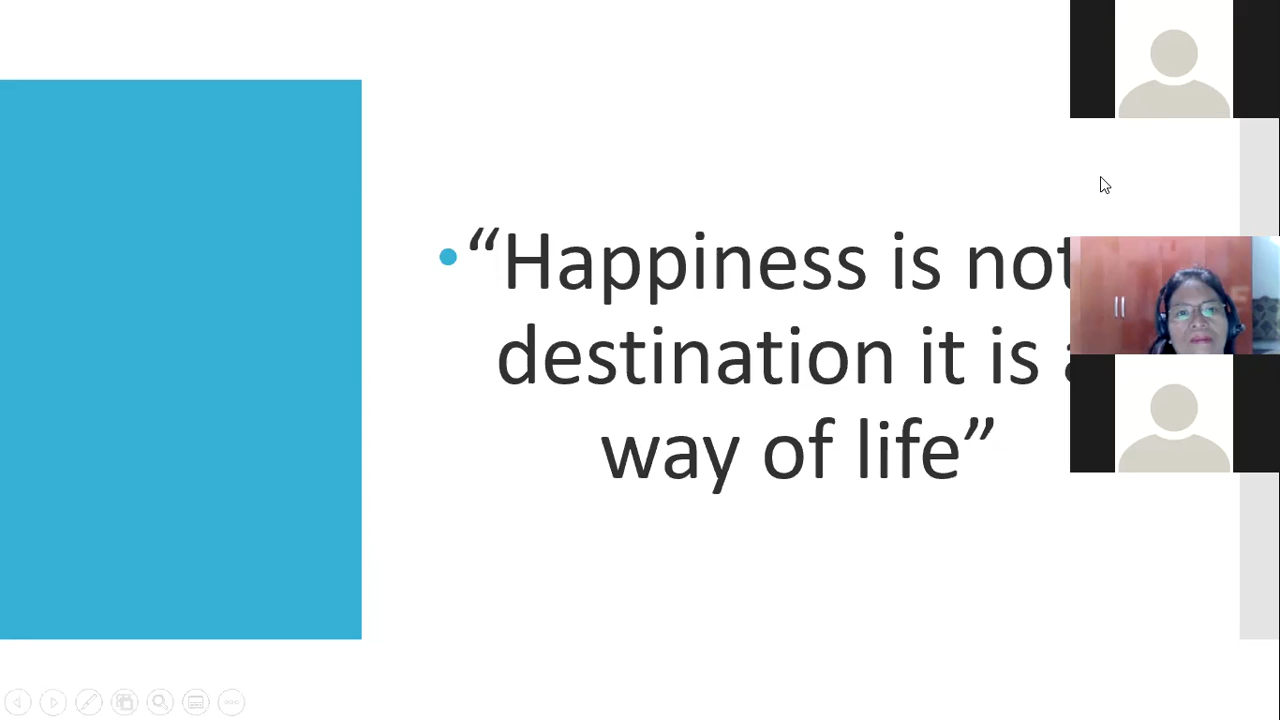 “Happiness is not
destination it is
way of life”